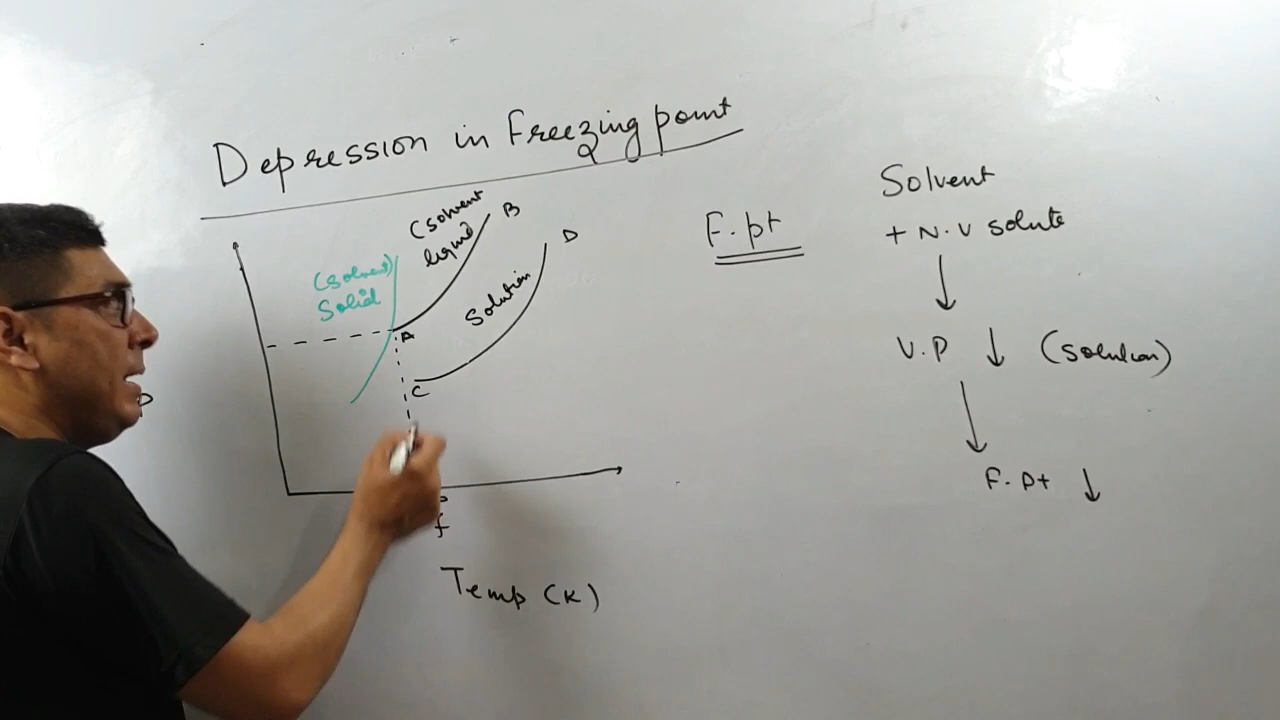 Depression in Freezing point
(Solvent
liquid)
B
D
(Solvent)
Solid
Solution
A
C
P
f
Temp (K)
F.pt
Solvent
+ N.V solute
V.P ↓ (Solution)
F. pt ↓